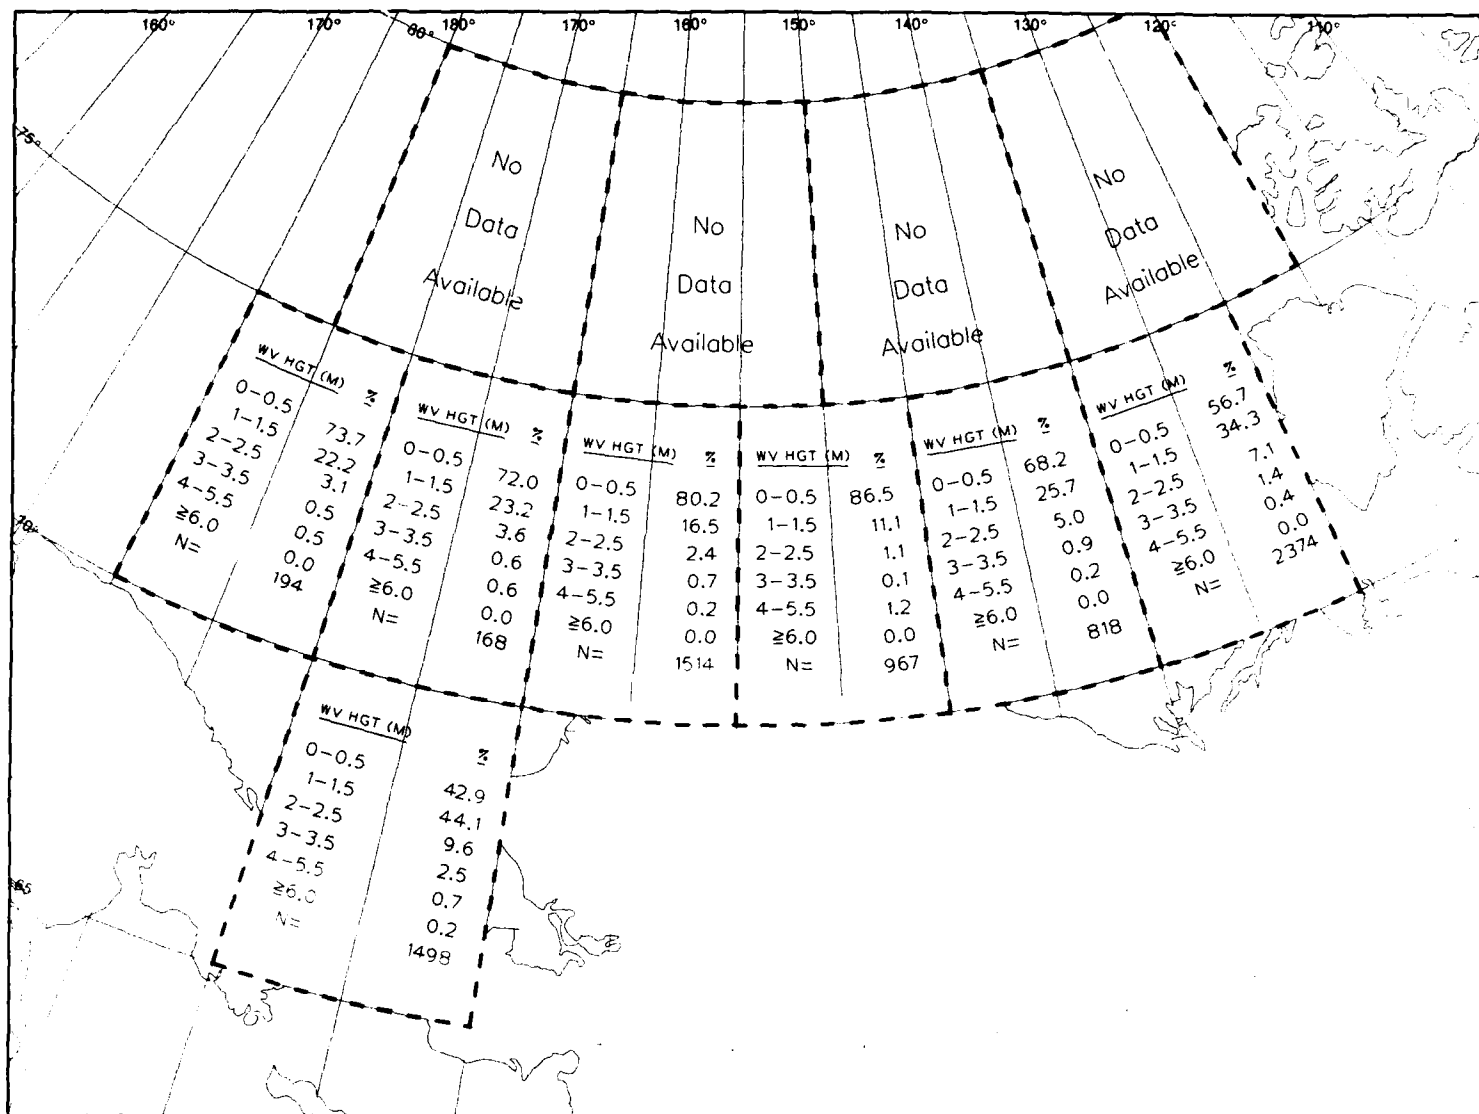 160° 170° 180° 170° 160° 150° 140° 130° 120° 110°
80°
75°
70°
65
No
Data
Available
No
Data
Available
No
Data
Available
No
Data
Available
WV HGT (M) %
0-0.5 73.7
1-1.5 22.2
2-2.5 3.1
3-3.5 0.5
4-5.5 0.5
≥6.0 0.0
N= 194
WV HGT (M) %
0-0.5 72.0
1-1.5 23.2
2-2.5 3.6
3-3.5 0.6
4-5.5 0.6
≥6.0 0.0
N= 168
WV HGT (M) %
0-0.5 80.2
1-1.5 16.5
2-2.5 2.4
3-3.5 0.7
4-5.5 0.2
≥6.0 0.0
N= 1514
WV HGT (M) %
0-0.5 86.5
1-1.5 11.1
2-2.5 1.1
3-3.5 0.1
4-5.5 1.2
≥6.0 0.0
N= 967
WV HGT (M) %
0-0.5 68.2
1-1.5 25.7
2-2.5 5.0
3-3.5 0.9
4-5.5 0.2
≥6.0 0.0
N= 818
WV HGT (M) %
0-0.5 56.7
1-1.5 34.3
2-2.5 7.1
3-3.5 1.4
4-5.5 0.4
≥6.0 0.0
N= 2374
WV HGT (M) %
0-0.5 42.9
1-1.5 44.1
2-2.5 9.6
3-3.5 2.5
4-5.5 0.7
≥6.0 0.2
N= 1498